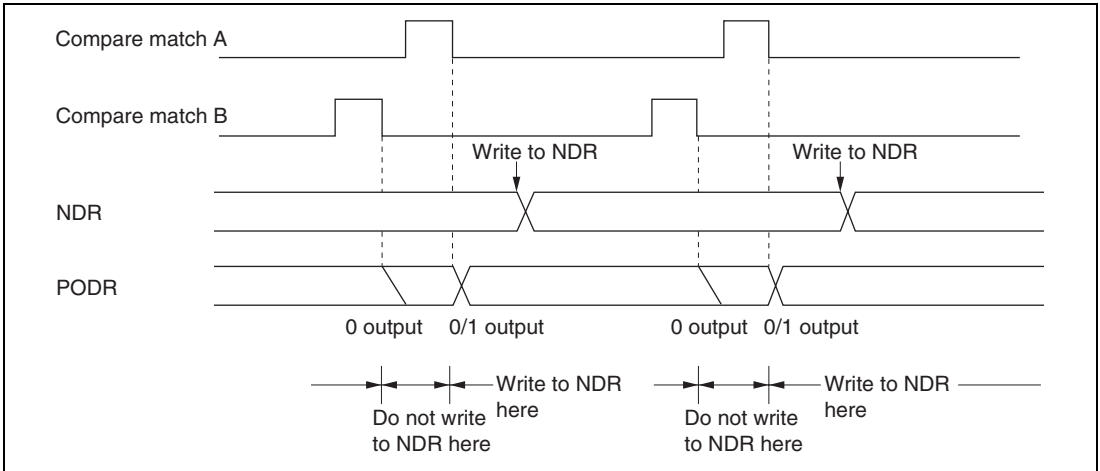 Compare match A
Compare match B
Write to NDR Write to NDR
NDR
PODR
0 output 0/1 output 0 output 0/1 output
Write to NDR
here
Do not write
to NDR here
Write to NDR
here
Do not write
to NDR here